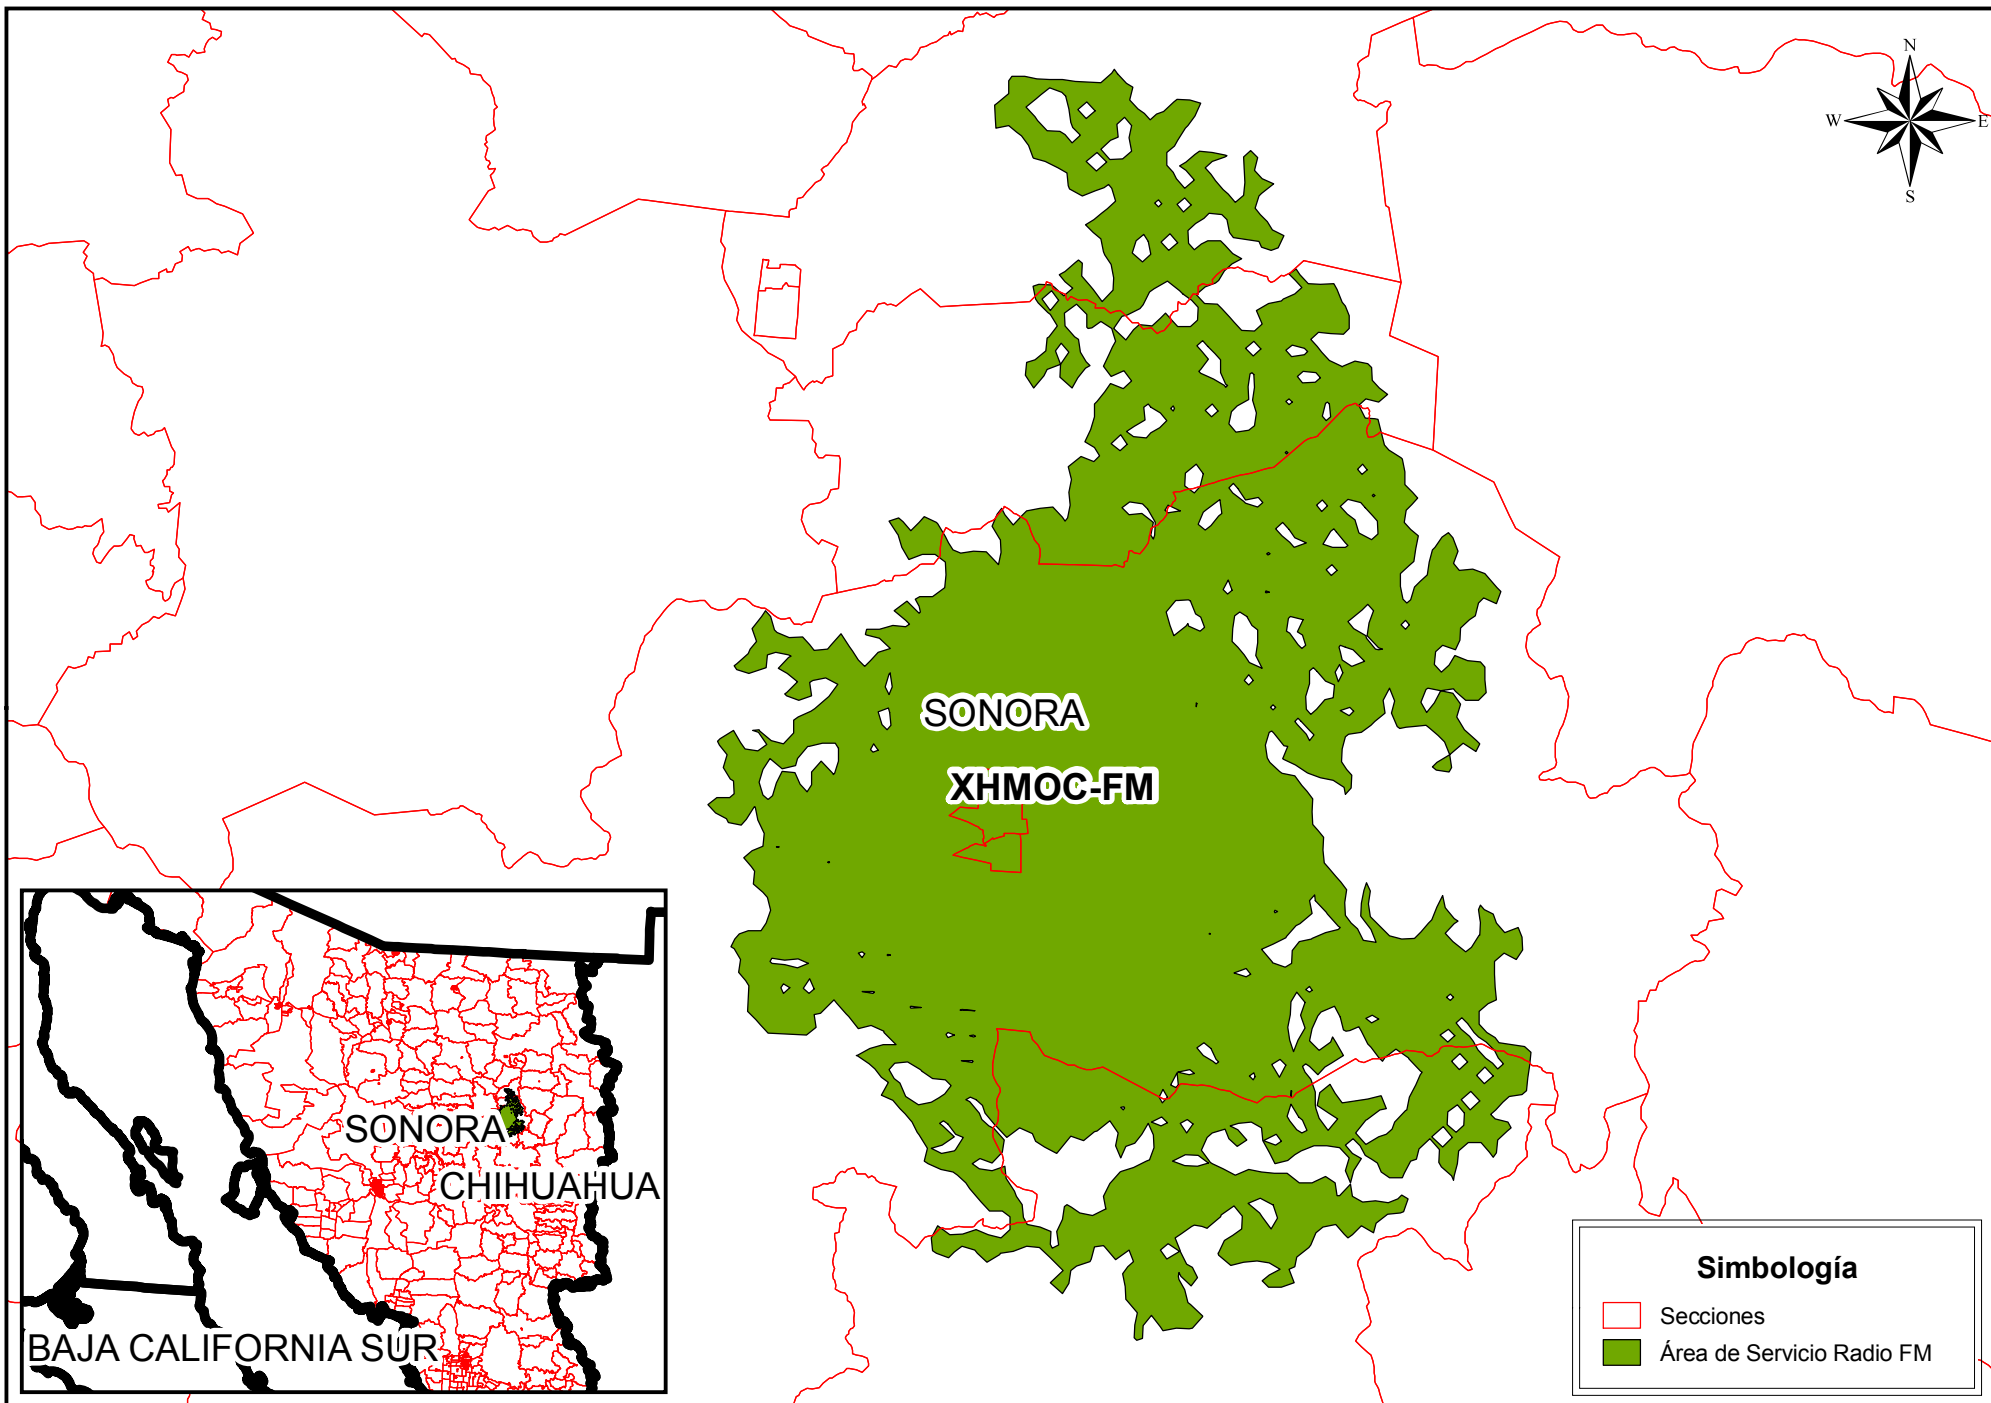 N
W E
S
SONORA
XHMOC-FM
SONORA
CHIHUAHUA
BAJA CALIFORNIA SUR
Simbología
Secciones
Área de Servicio Radio FM